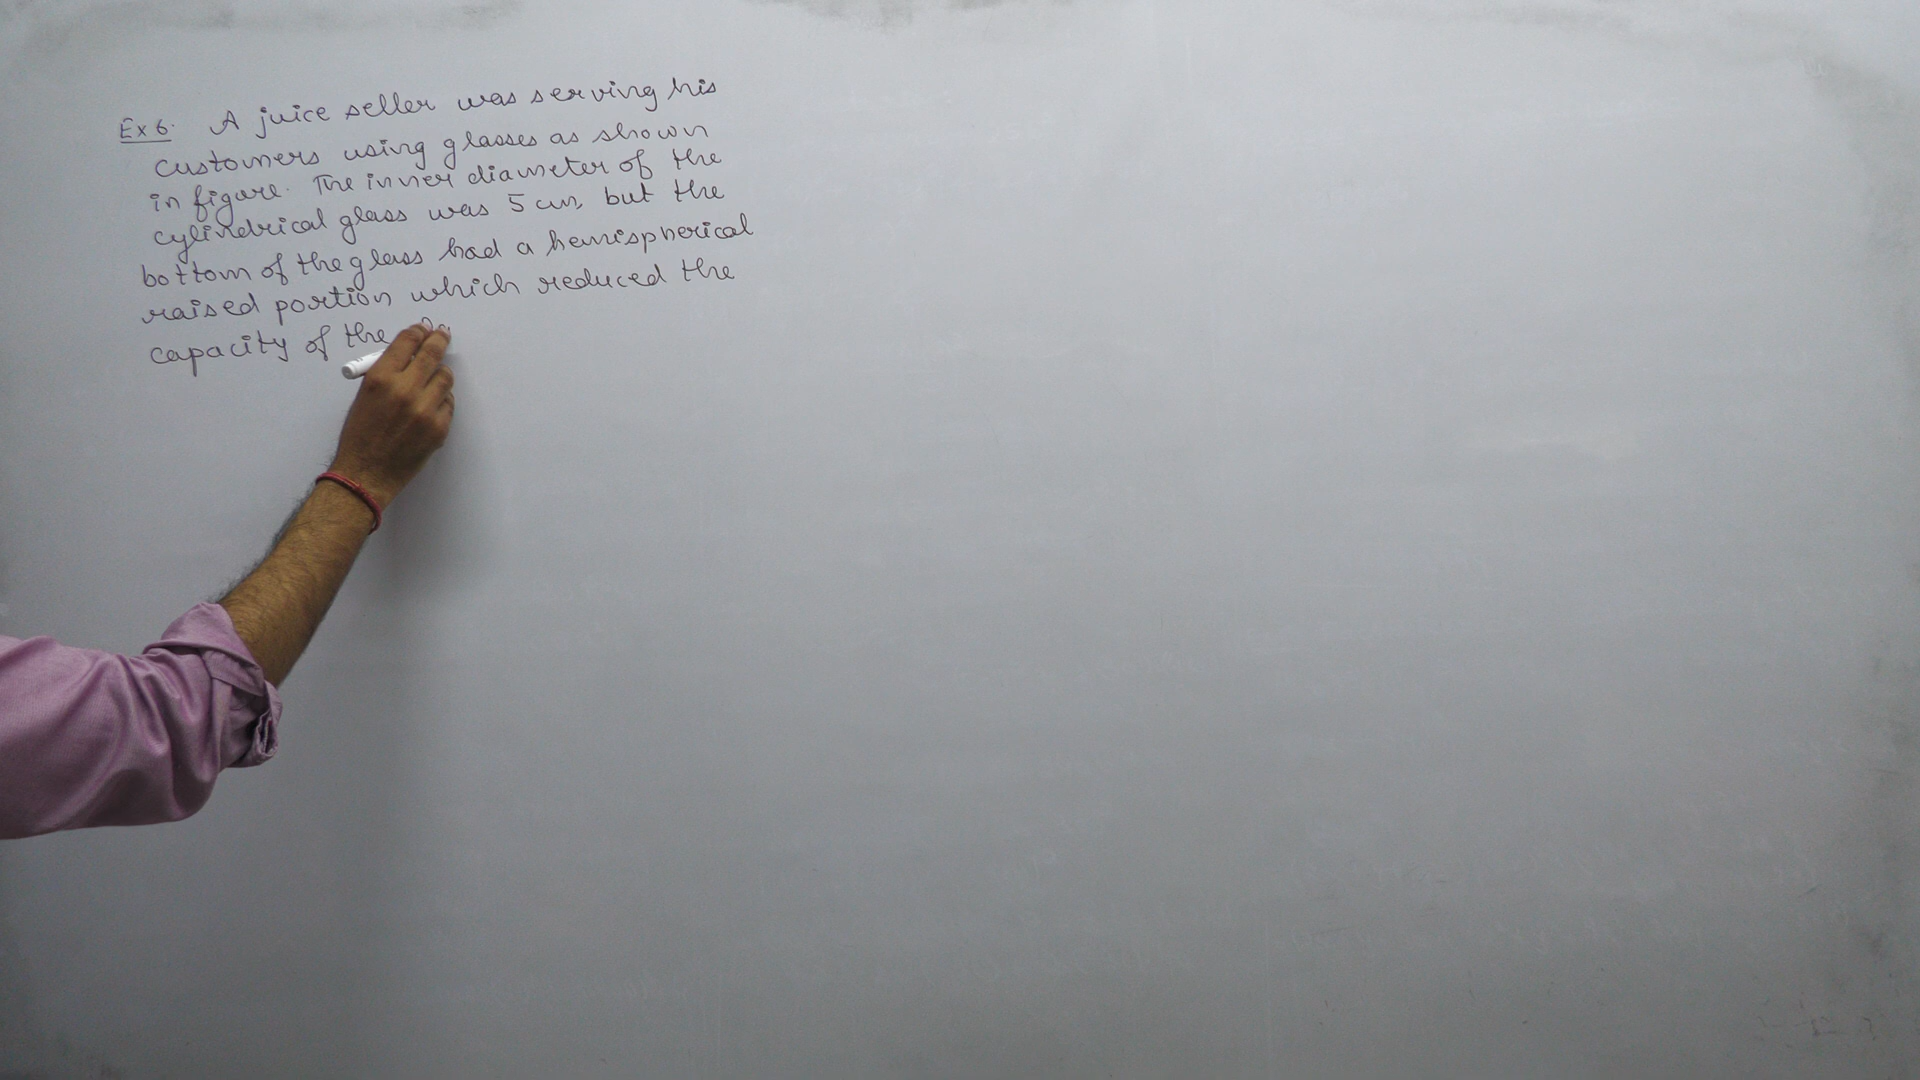 Ex 6. A juice seller was serving his
customers using glasses as shown
in figure. The inner diameter of the
cylindrical glass was 5 cm, but the
bottom of the glass had a hemispherical
raised portion which reduced the
capacity of the